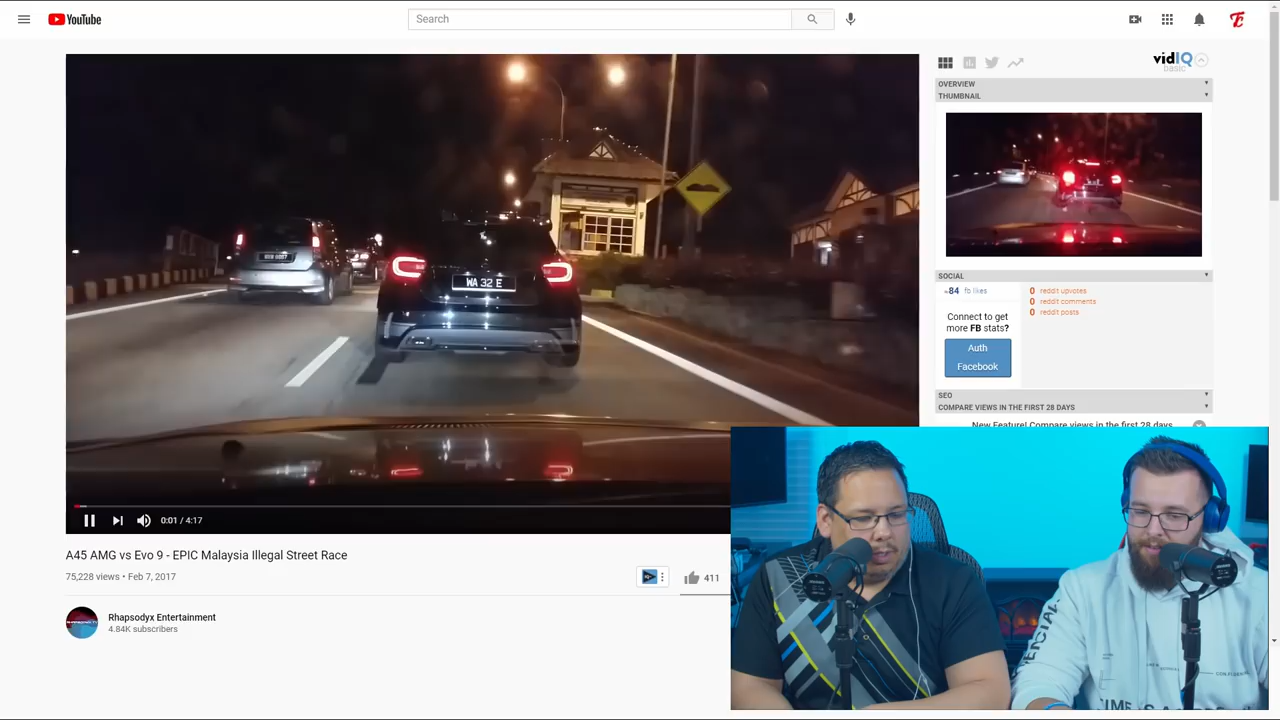 YouTube
Search
WA 32 E
0:01 / 4:17
A45 AMG vs Evo 9 - EPIC Malaysia Illegal Street Race
75,228 views • Feb 7, 2017
411
Rhapsodyx Entertainment
4.84K subscribers
vidIQ
basic
OVERVIEW
THUMBNAIL
SOCIAL
84 fb likes
0 reddit upvotes
0 reddit comments
0 reddit posts
Connect to get
more FB stats?
Auth
Facebook
SEO
COMPARE VIEWS IN THE FIRST 28 DAYS
New Feature! Compare views in the first 28 days